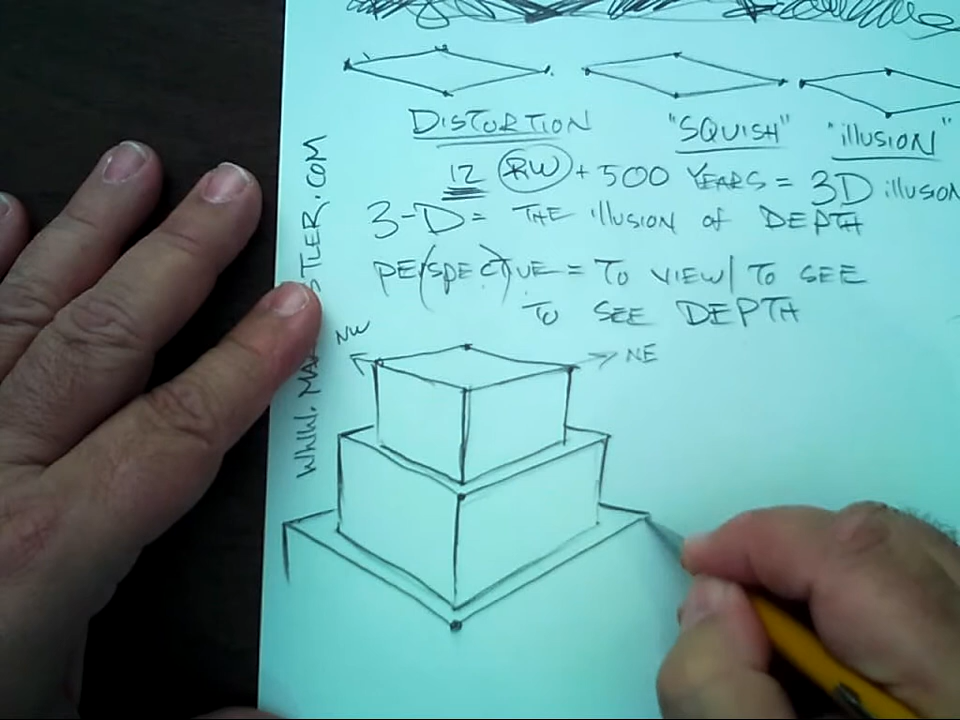 DISTORTION "SQUISH" "illUSION"
12 RW + 500 YEARS = 3D illusion
3-D = THE illusion of DEPTH
PERSPECTIVE = To VIEW/To SEE
To SEE DEPTH
NW
NE
WWW. STLER.COM